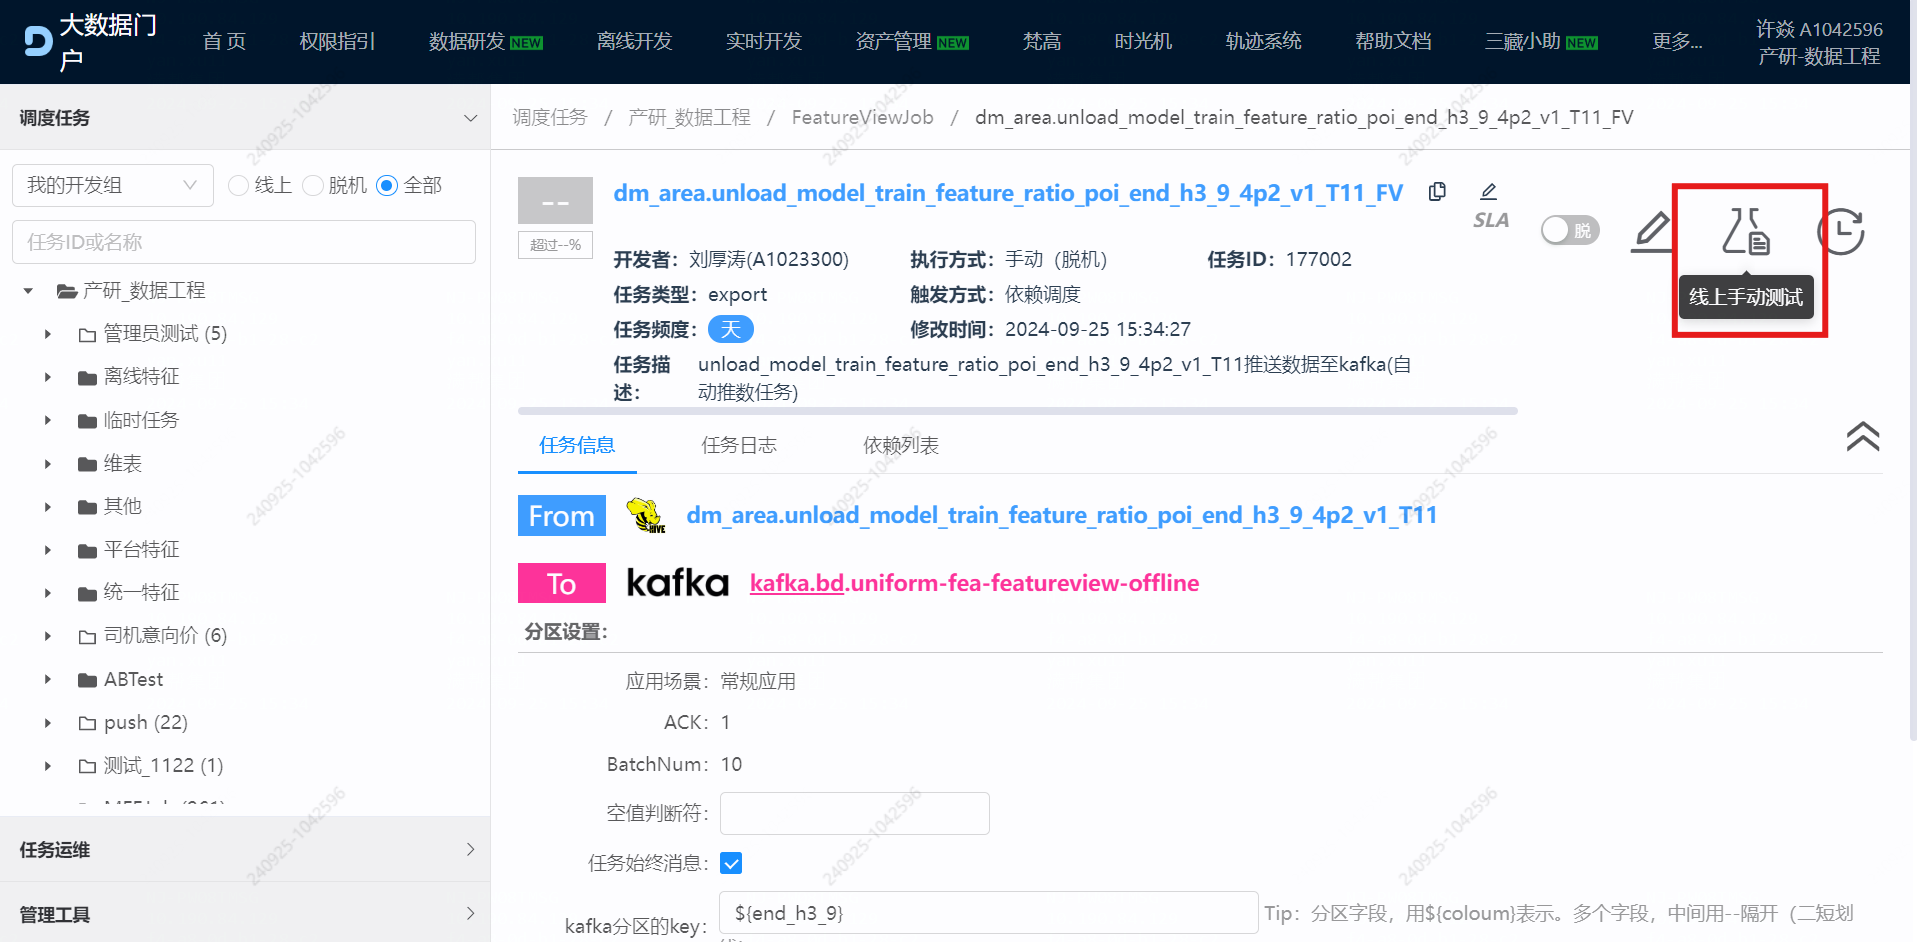 大数据门户
首 页
权限指引
数据研发 NEW
离线开发
实时开发
资产管理 NEW
梵高
时光机
轨迹系统
帮助文档
三藏小助 NEW
更多...
许焱 A1042596
产研-数据工程
调度任务
我的开发组
线上
脱机
全部
任务ID或名称
产研_数据工程
管理员测试 (5)
离线特征
临时任务
维表
其他
平台特征
统一特征
司机意向价 (6)
ABTest
push (22)
测试_1122 (1)
任务运维
管理工具
调度任务 / 产研_数据工程 / FeatureViewJob / dm_area.unload_model_train_feature_ratio_poi_end_h3_9_4p2_v1_T11_FV
--
超过--%
dm_area.unload_model_train_feature_ratio_poi_end_h3_9_4p2_v1_T11_FV
SLA
脱
线上手动测试
开发者：刘厚涛(A1023300)
执行方式：手动（脱机）
任务ID：177002
任务类型：export
触发方式：依赖调度
任务频度：天
修改时间：2024-09-25 15:34:27
任务描述：unload_model_train_feature_ratio_poi_end_h3_9_4p2_v1_T11推送数据至kafka(自
动推数任务)
任务信息
任务日志
依赖列表
From HIVE dm_area.unload_model_train_feature_ratio_poi_end_h3_9_4p2_v1_T11
To kafka kafka.bd.uniform-fea-featureview-offline
分区设置：
应用场景：常规应用
ACK：1
BatchNum：10
空值判断符：
任务始终消息：
kafka分区的key：${end_h3_9}
Tip：分区字段，用${coloum}表示。多个字段，中间用--隔开（二短划
240925-1042596
240925-1042596
240925-1042596
240925-1042596
240925-1042596
240925-1042596
240925-1042596
240925-1042596
240925-1042596